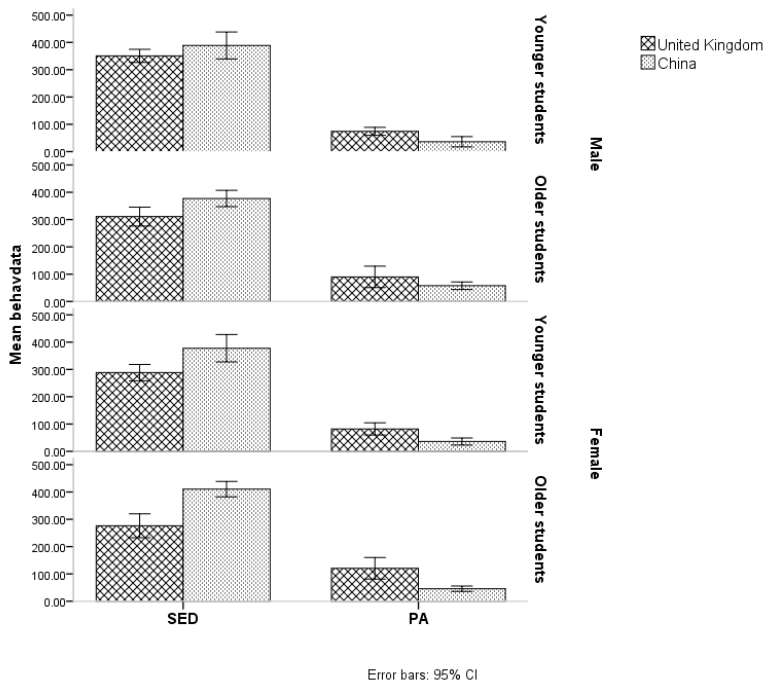 United Kingdom
China
Mean behavdata
500.00
400.00
300.00
200.00
100.00
0.00
Younger students
Male
500.00
400.00
300.00
200.00
100.00
0.00
Older students
500.00
400.00
300.00
200.00
100.00
0.00
Younger students
Female
500.00
400.00
300.00
200.00
100.00
0.00
Older students
SED PA
Error bars: 95% CI